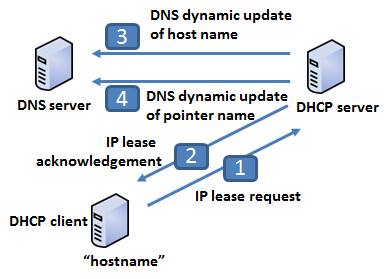 3
DNS dynamic update
of host name
DNS server
4
DNS dynamic update
of pointer name
DHCP server
IP lease
acknowledgement
2
1
IP lease request
DHCP client
“hostname”